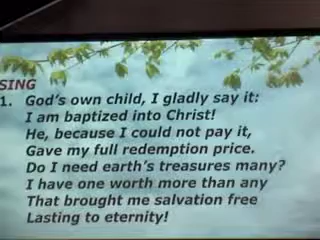 SING
1. God's own child, I gladly say it:
I am baptized into Christ!
He, because I could not pay it,
Gave my full redemption price.
Do I need earth's treasures many?
I have one worth more than any
That brought me salvation free
Lasting to eternity!